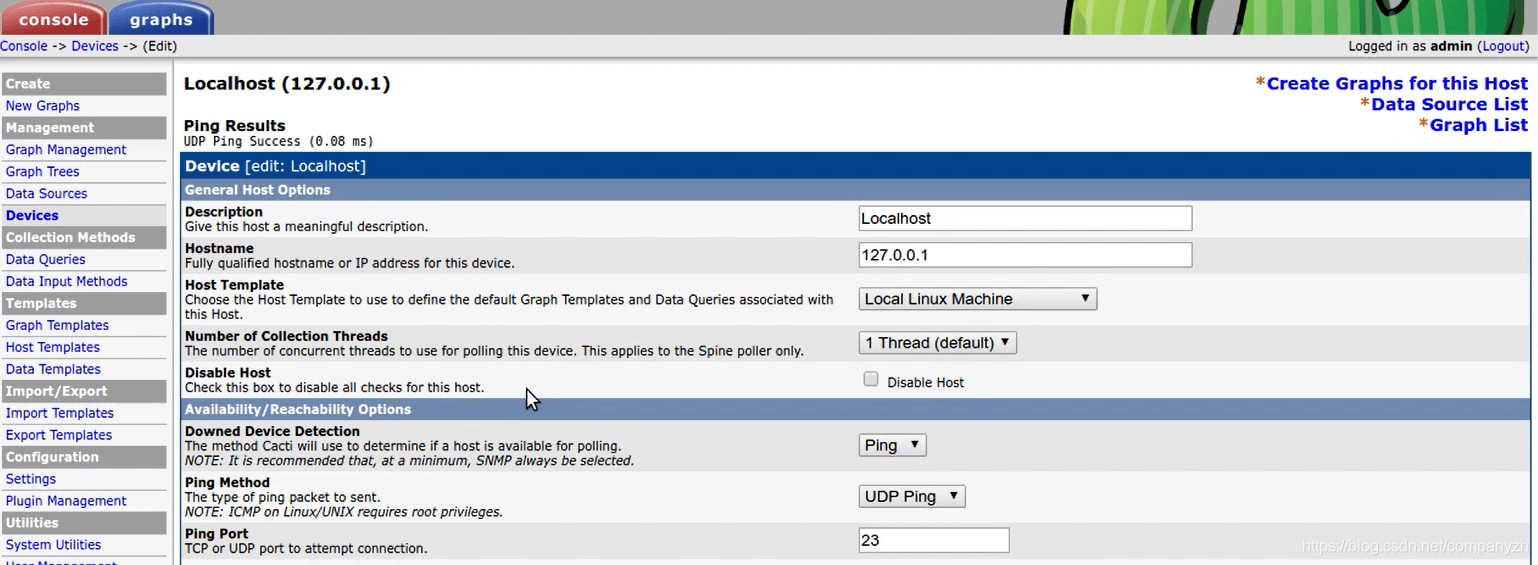 console graphs
Console -> Devices -> (Edit)
Logged in as admin (Logout)
Create
New Graphs
Management
Graph Management
Graph Trees
Data Sources
Devices
Collection Methods
Data Queries
Data Input Methods
Templates
Graph Templates
Host Templates
Data Templates
Import/Export
Import Templates
Export Templates
Configuration
Settings
Plugin Management
Utilities
System Utilities
User Management
Localhost (127.0.0.1)
*Create Graphs for this Host
*Data Source List
*Graph List
Ping Results
UDP Ping Success (0.08 ms)
Device [edit: Localhost]
General Host Options
Description
Give this host a meaningful description.
Localhost
Hostname
Fully qualified hostname or IP address for this device.
127.0.0.1
Host Template
Choose the Host Template to use to define the default Graph Templates and Data Queries associated with
this Host.
Local Linux Machine
Number of Collection Threads
The number of concurrent threads to use for polling this device. This applies to the Spine poller only.
1 Thread (default)
Disable Host
Check this box to disable all checks for this host.
Disable Host
Availability/Reachability Options
Downed Device Detection
The method Cacti will use to determine if a host is available for polling.
NOTE: It is recommended that, at a minimum, SNMP always be selected.
Ping
Ping Method
The type of ping packet to sent.
NOTE: ICMP on Linux/UNIX requires root privileges.
UDP Ping
Ping Port
TCP or UDP port to attempt connection.
23
https://blog.csdn.net/companyzh